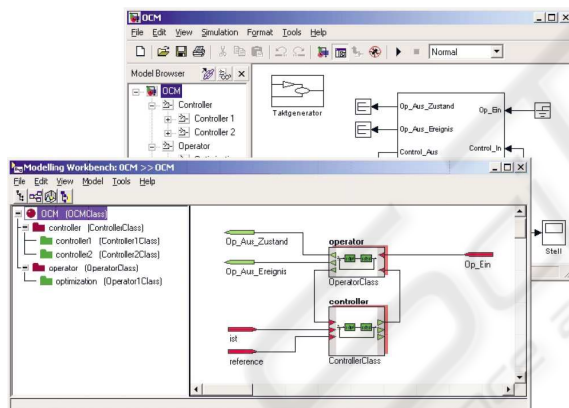 OCM
File Edit View Simulation Format Tools Help
Normal
Model Browser
OCM
Controller
Controller 1
Controller 2
Operator
Taktgenerator
Op_Aus_Zustand
Op_Ein
Op_Aus_Ereignis
Control_Aus
Control_In
Stell
Modelling Workbench: OCM >> OCM
File Edit View Model Tools Help
OCM (OCMClass)
controller (ControllerClass)
controller1 (Controller1Class)
controller2 (Controller2Class)
operator (OperatorClass)
optimization (Operator1Class)
Op_Aus_Zustand
operator
Op_Ein
Op_Aus_Ereignis
OperatorClass
controller
ist
reference
ControllerClass